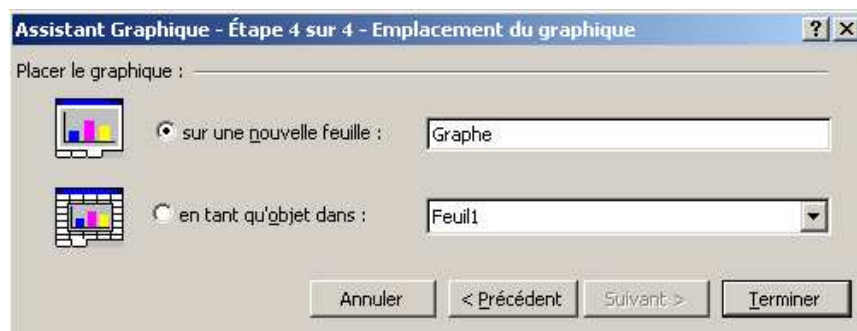 Assistant Graphique - Étape 4 sur 4 - Emplacement du graphique
Placer le graphique :
sur une nouvelle feuille :
Graphe
en tant qu'objet dans :
Feuil1
Annuler
< Précédent
Suivant >
Terminer